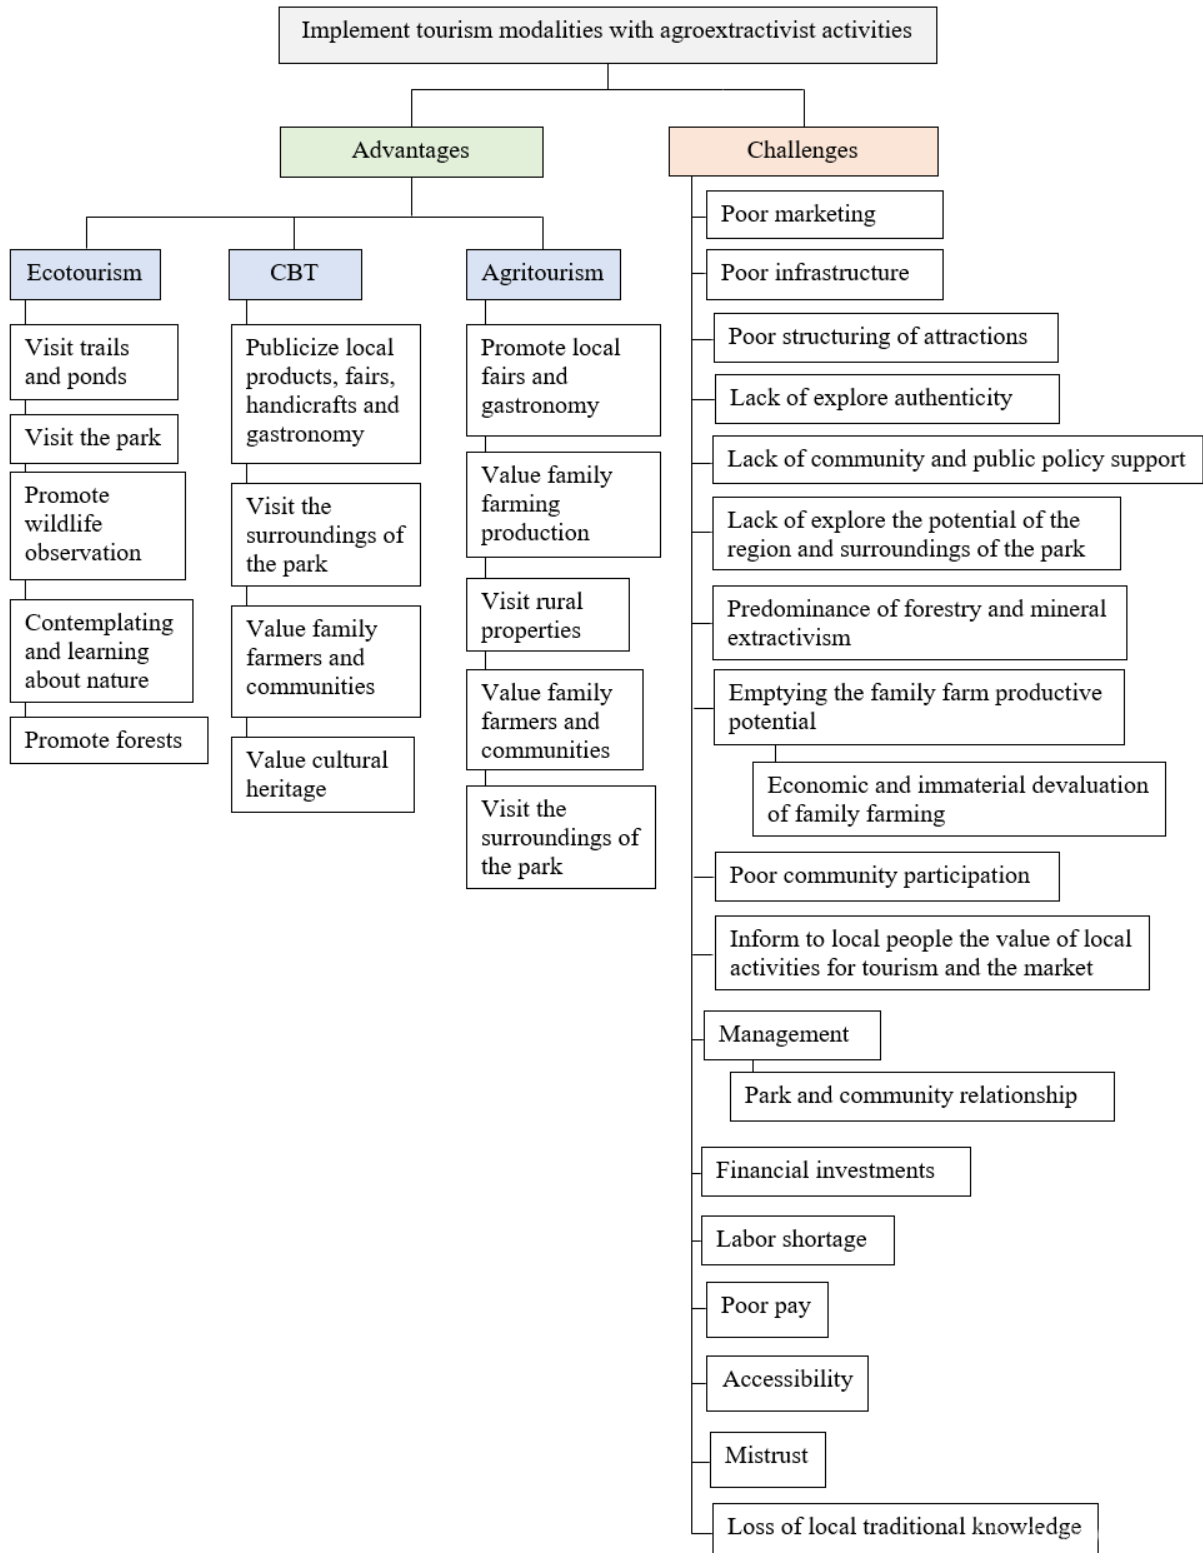 Implement tourism modalities with agroextractivist activities
Advantages
Challenges
Ecotourism
Visit trails
and ponds
Visit the park
Promote
wildlife
observation
Contemplating
and learning
about nature
Promote forests
CBT
Publicize local
products, fairs,
handicrafts and
gastronomy
Visit the
surroundings of
the park
Value family
farmers and
communities
Value cultural
heritage
Agritourism
Promote local
fairs and
gastronomy
Value family
farming
production
Visit rural
properties
Value family
farmers and
communities
Visit the
surroundings of
the park
Poor marketing
Poor infrastructure
Poor structuring of attractions
Lack of explore authenticity
Lack of community and public policy support
Lack of explore the potential of the
region and surroundings of the park
Predominance of forestry and mineral
extractivism
Emptying the family farm productive
potential
Economic and immaterial devaluation
of family farming
Poor community participation
Inform to local people the value of local
activities for tourism and the market
Management
Park and community relationship
Financial investments
Labor shortage
Poor pay
Accessibility
Mistrust
Loss of local traditional knowledge